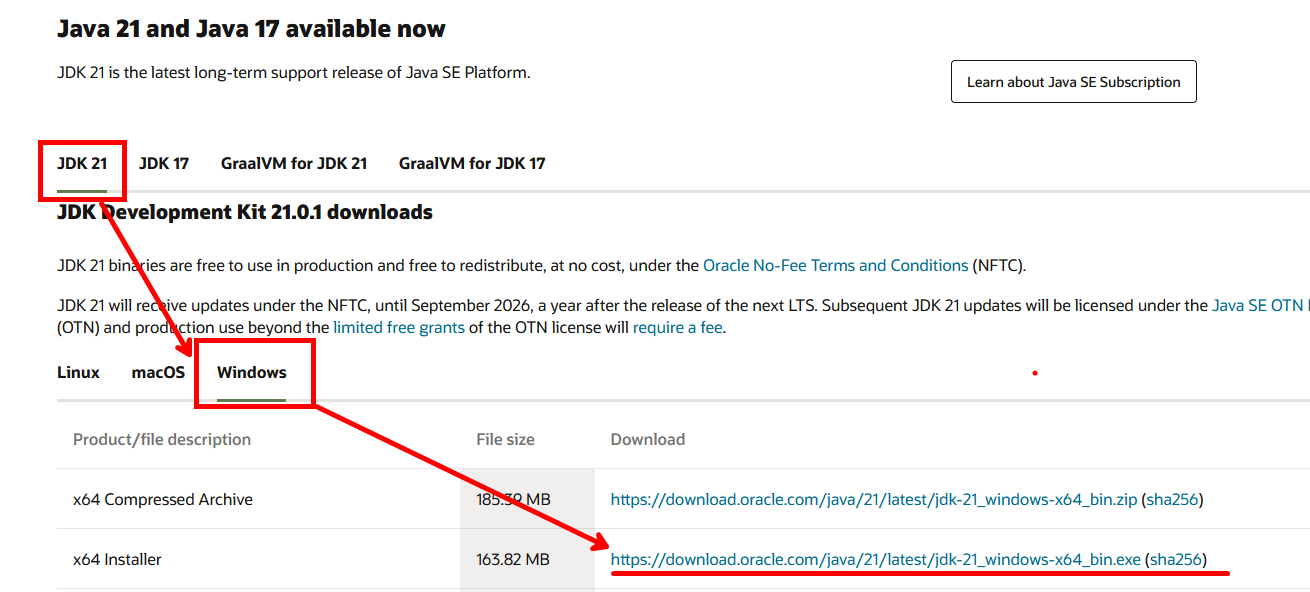 Java 21 and Java 17 available now
JDK 21 is the latest long-term support release of Java SE Platform.
Learn about Java SE Subscription
JDK 21 JDK 17 GraalVM for JDK 21 GraalVM for JDK 17
JDK Development Kit 21.0.1 downloads
JDK 21 binaries are free to use in production and free to redistribute, at no cost, under the Oracle No-Fee Terms and Conditions (NFTC).
JDK 21 will receive updates under the NFTC, until September 2026, a year after the release of the next LTS. Subsequent JDK 21 updates will be licensed under the Java SE OTN
(OTN) and production use beyond the limited free grants of the OTN license will require a fee.
Linux macOS Windows
Product/file description File size Download
x64 Compressed Archive 185.39 MB https://download.oracle.com/java/21/latest/jdk-21_windows-x64_bin.zip (sha256)
x64 Installer 163.82 MB https://download.oracle.com/java/21/latest/jdk-21_windows-x64_bin.exe (sha256)